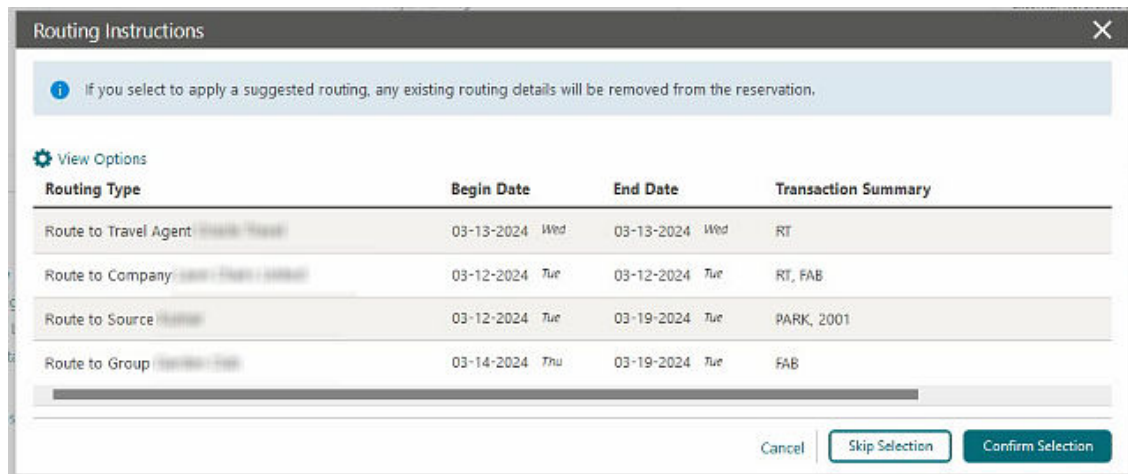 Routing Instructions
If you select to apply a suggested routing, any existing routing details will be removed from the reservation.
View Options
Routing Type Begin Date End Date Transaction Summary
Route to Travel Agent 03-13-2024 Wed 03-13-2024 Wed RT
Route to Company 03-12-2024 Tue 03-12-2024 Tue RT, FAB
Route to Source 03-12-2024 Tue 03-19-2024 Tue PARK, 2001
Route to Group 03-14-2024 Thu 03-19-2024 Tue FAB
Cancel Skip Selection Confirm Selection